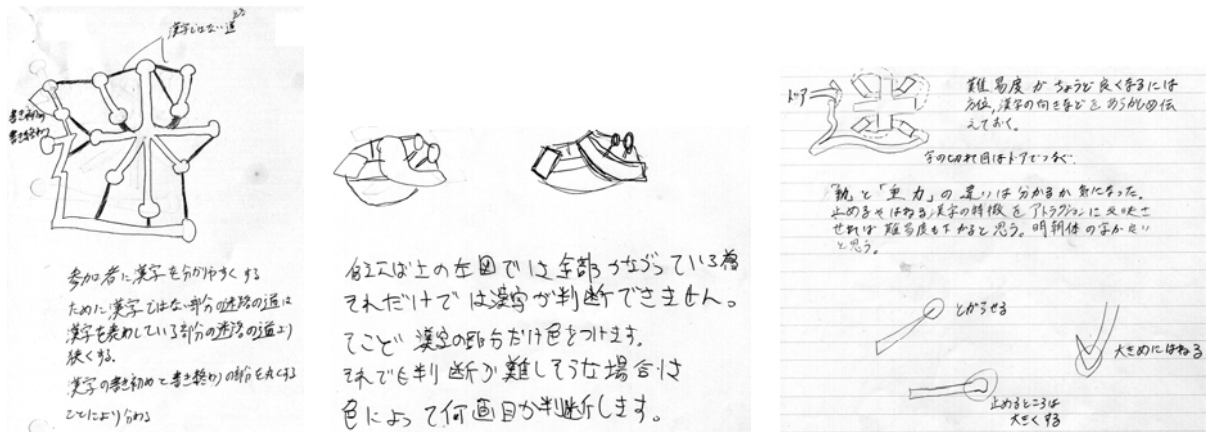 漢字ではない道
書き初め
書き終わり
参加者に漢字を分かりやすくする
ために漢字ではない部分の迷路の道は
漢字を表めしている部分の迷路の道より
狭くする。
漢字の書き初めと書き終わりの部分を丸くする
ことにより分わる
例えば上の左図では全部つながっている為
それだけでは漢字が判断できません。
てこで 漢字の部分だけ色をつけます。
それでも判断が難しそうな場合は
色によって何画目か判断します。
ドア
難易度がちょうど良くなるには
方位,漢字の向きなどをあらかじめ伝
えておく。
字の切れ目はドアでつなぐ。
「軌」と「重力」の違いは分かるか気になった。
止めるやはねる漢字の特徴をアトラクションに反映さ
せれば難易度も下がると思う。明朝体の字が良い
と思う。
とがらせる
大きめにはねる
止めるところは
大きくする